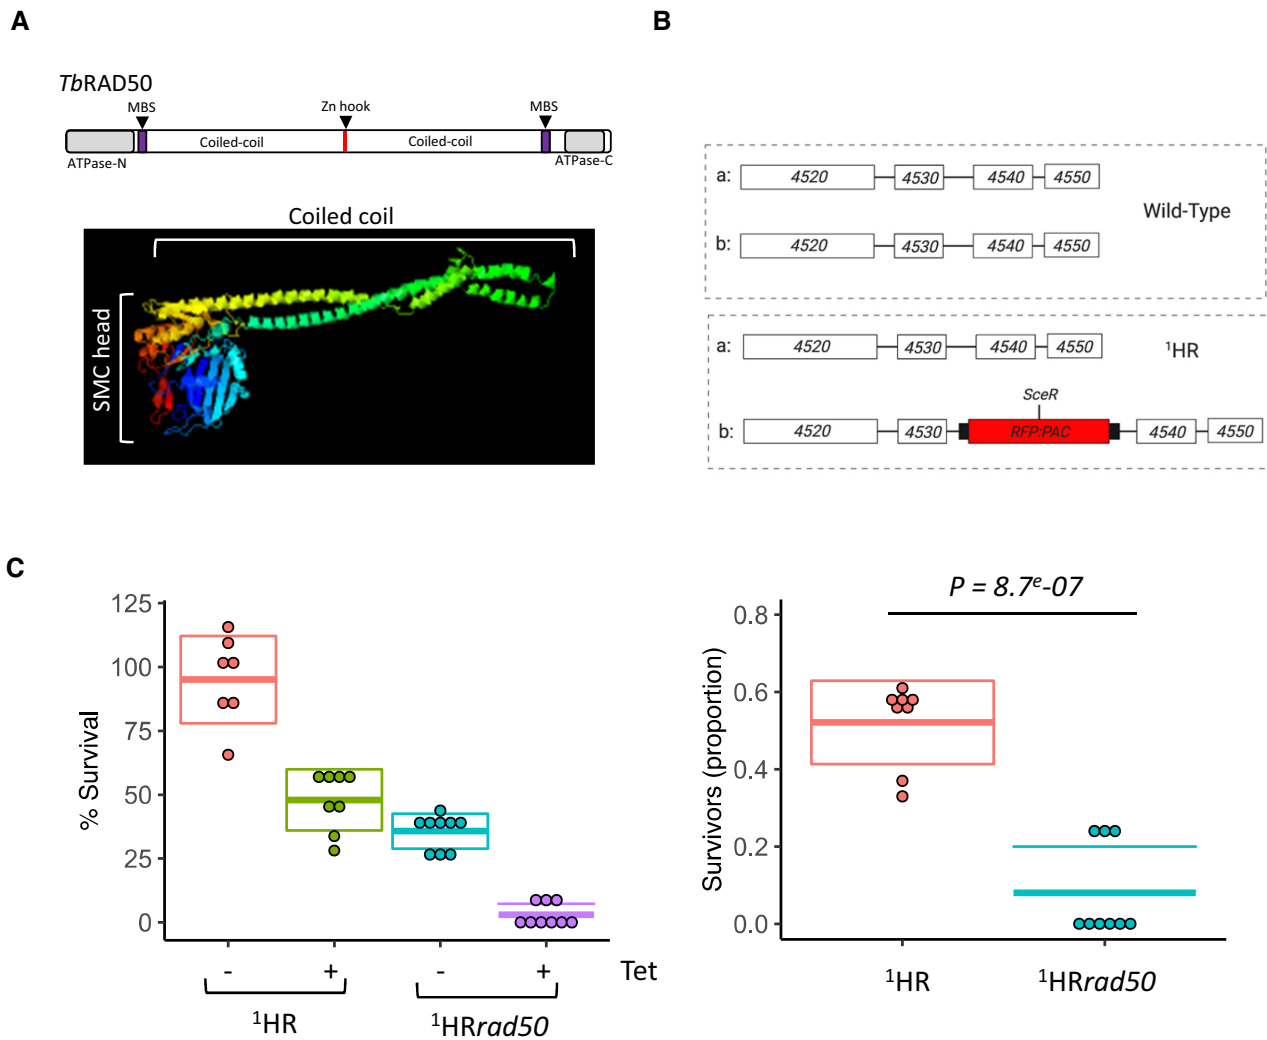 A
TbRAD50
MBS Zn hook MBS
Coiled-coil Coiled-coil
ATPase-N ATPase-C
Coiled coil
SMC head
B
a: 4520 4530 4540 4550
Wild-Type
b: 4520 4530 4540 4550
a: 4520 4530 4540 4550 ¹HR
SceR
b: 4520 4530 RFP:PAC 4540 4550
C
% Survival
125
100
75
50
25
0
- + - + Tet
¹HR ¹HRrad50
P = 8.7ᵉ-07
Survivors (proportion)
0.8
0.6
0.4
0.2
0.0
¹HR ¹HRrad50